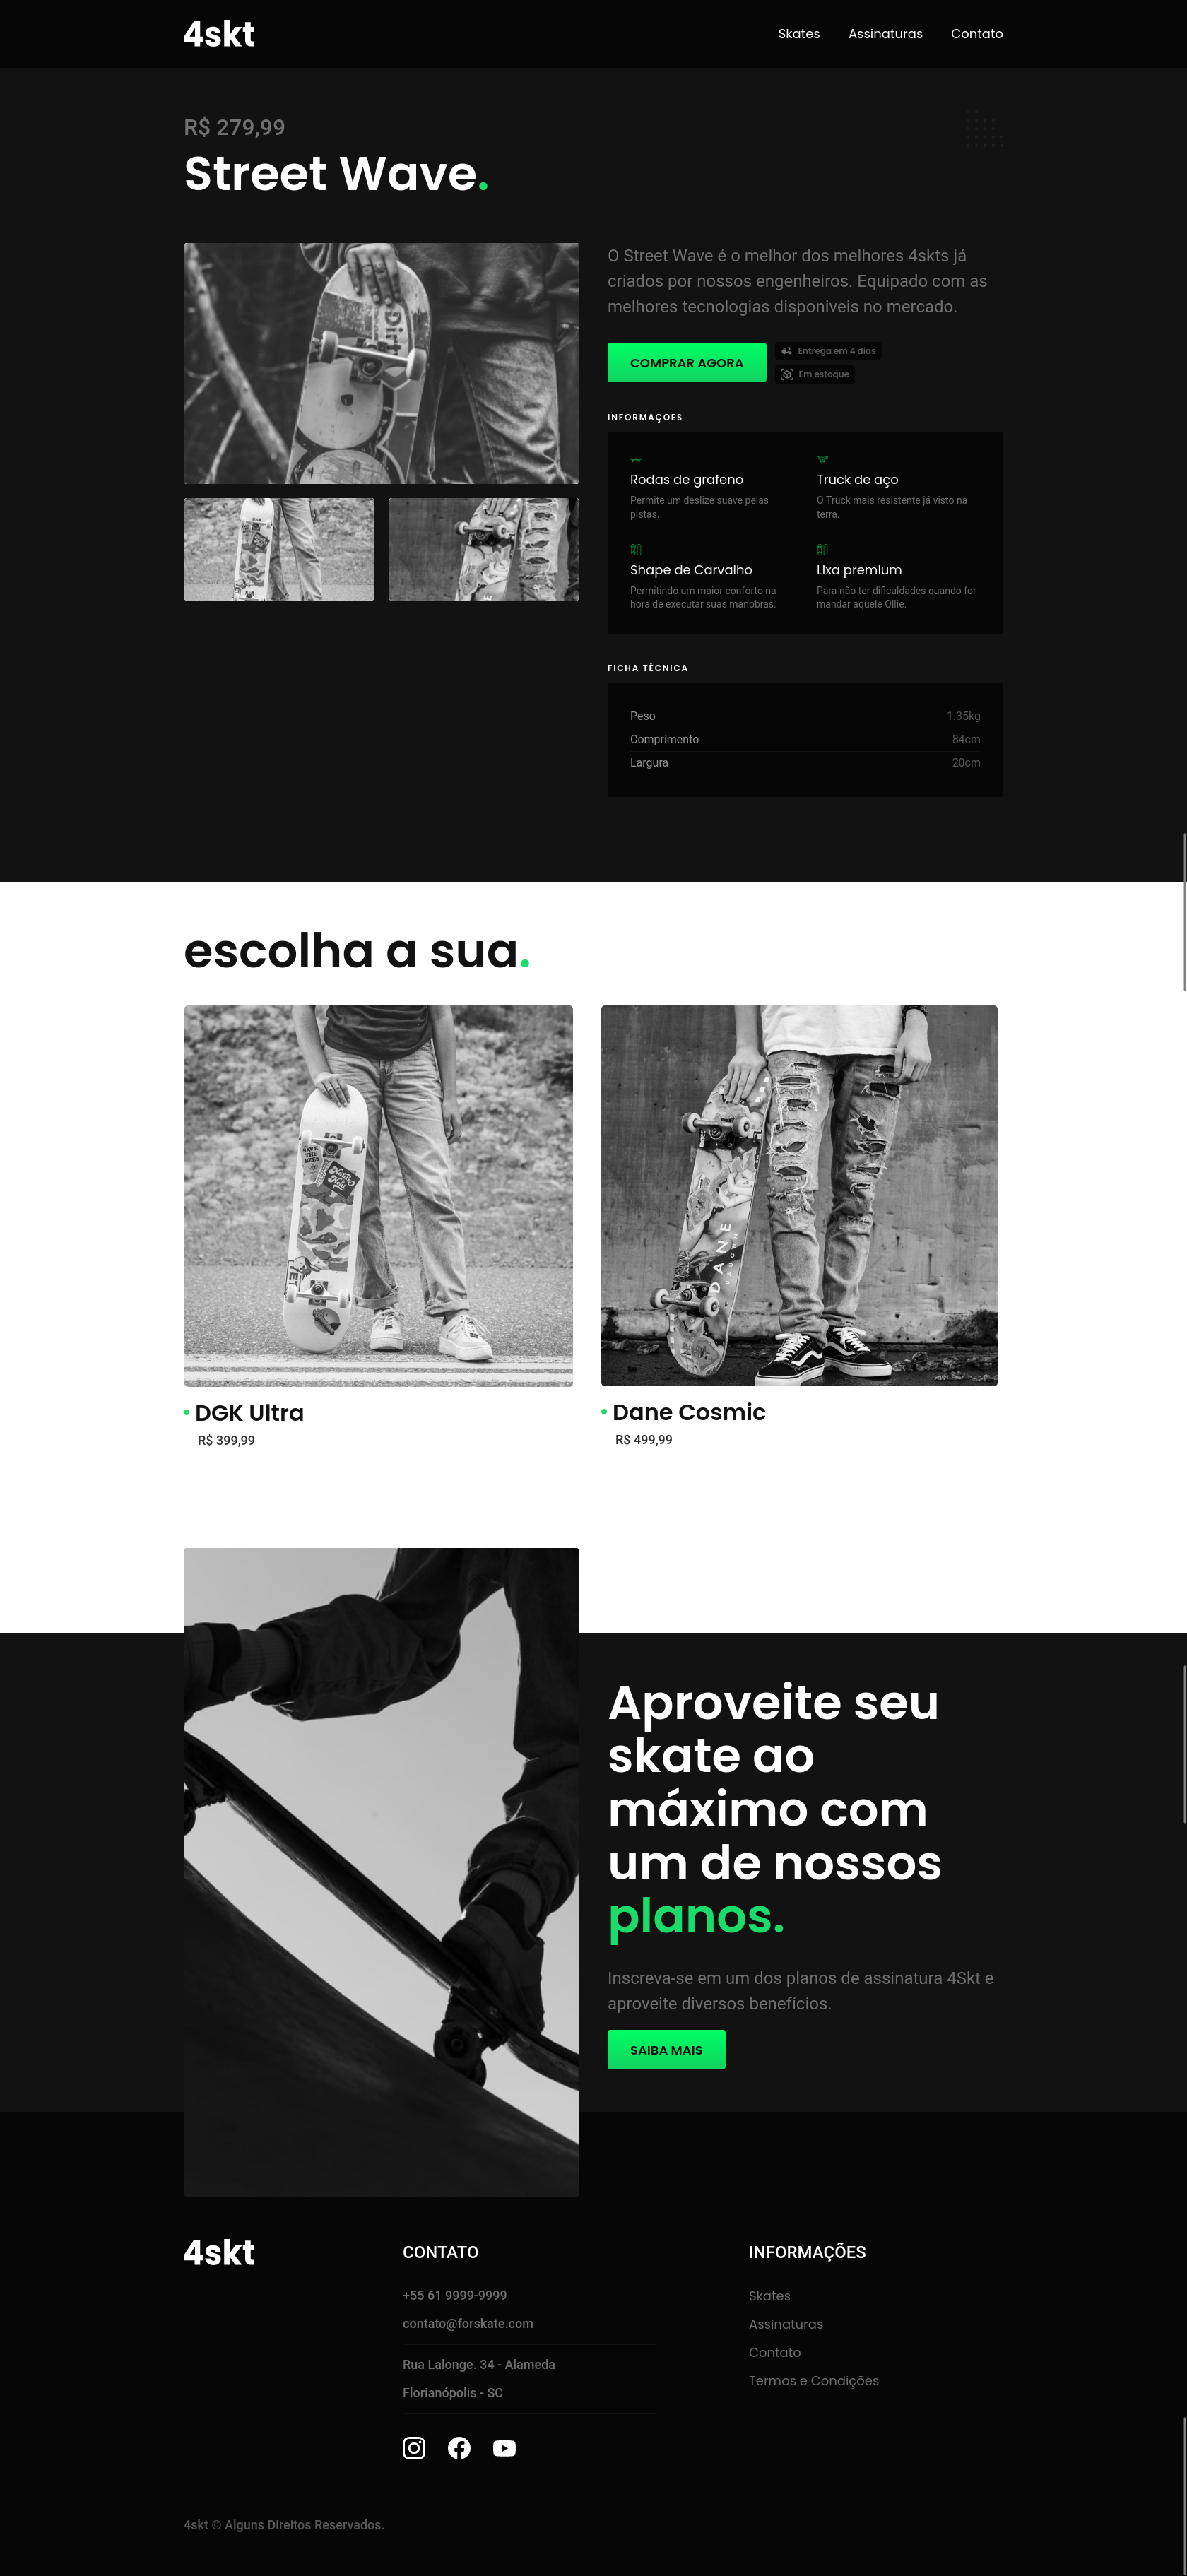 4skt
Skates Assinaturas Contato
R$ 279,99
Street Wave.
O Street Wave é o melhor dos melhores 4skts já
criados por nossos engenheiros. Equipado com as
melhores tecnologias disponiveis no mercado.
COMPRAR AGORA
Entrega em 4 dias
Em estoque
INFORMAÇÕES
Rodas de grafeno
Permite um deslize suave pelas
pistas.
Truck de aço
O Truck mais resistente já visto na
terra.
Shape de Carvalho
Permitindo um maior conforto na
hora de executar suas manobras.
Lixa premium
Para não ter dificuldades quando for
mandar aquele Ollie.
FICHA TÉCNICA
Peso 1.35kg
Comprimento 84cm
Largura 20cm
escolha a sua.
SAVE
THE
BEES
DANE
DGK Ultra
R$ 399,99
Dane Cosmic
R$ 499,99
Aproveite seu
skate ao
máximo com
um de nossos
planos.
Inscreva-se em um dos planos de assinatura 4Skt e
aproveite diversos benefícios.
SAIBA MAIS
4skt
CONTATO
+55 61 9999-9999
contato@forskate.com
Rua Lalonge. 34 - Alameda
Florianópolis - SC
INFORMAÇÕES
Skates
Assinaturas
Contato
Termos e Condições
4skt © Alguns Direitos Reservados.